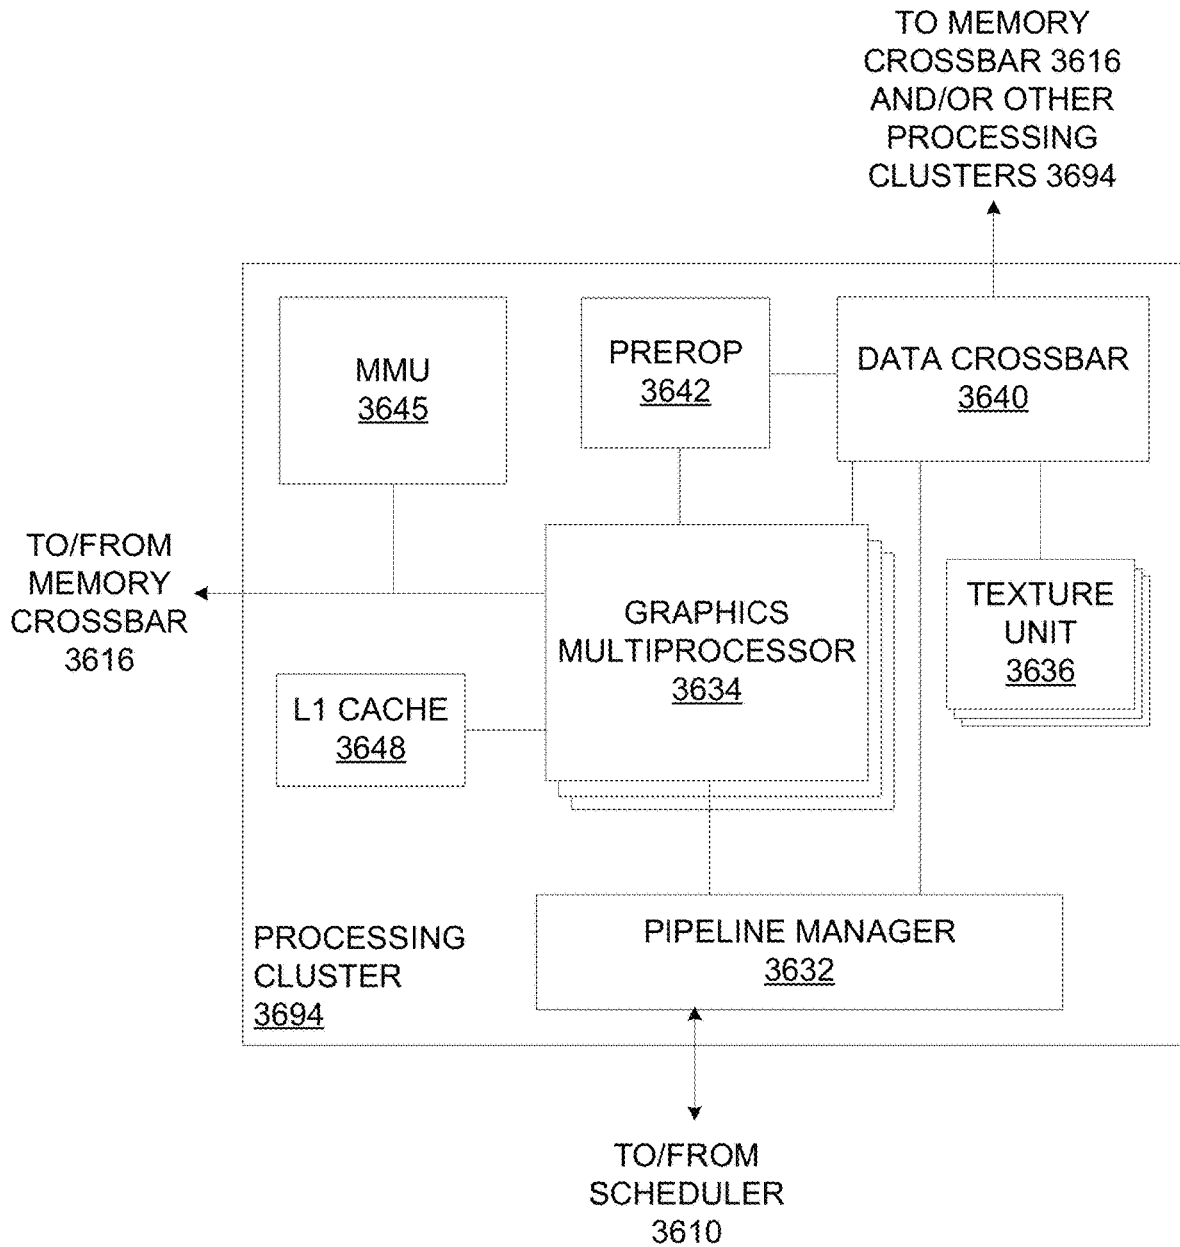 TO MEMORY
CROSSBAR 3616
AND/OR OTHER
PROCESSING
CLUSTERS 3694
MMU
3645
PREROP
3642
DATA CROSSBAR
3640
TO/FROM
MEMORY
CROSSBAR
3616
GRAPHICS
MULTIPROCESSOR
3634
TEXTURE
UNIT
3636
L1 CACHE
3648
PROCESSING
CLUSTER
3694
PIPELINE MANAGER
3632
TO/FROM
SCHEDULER
3610